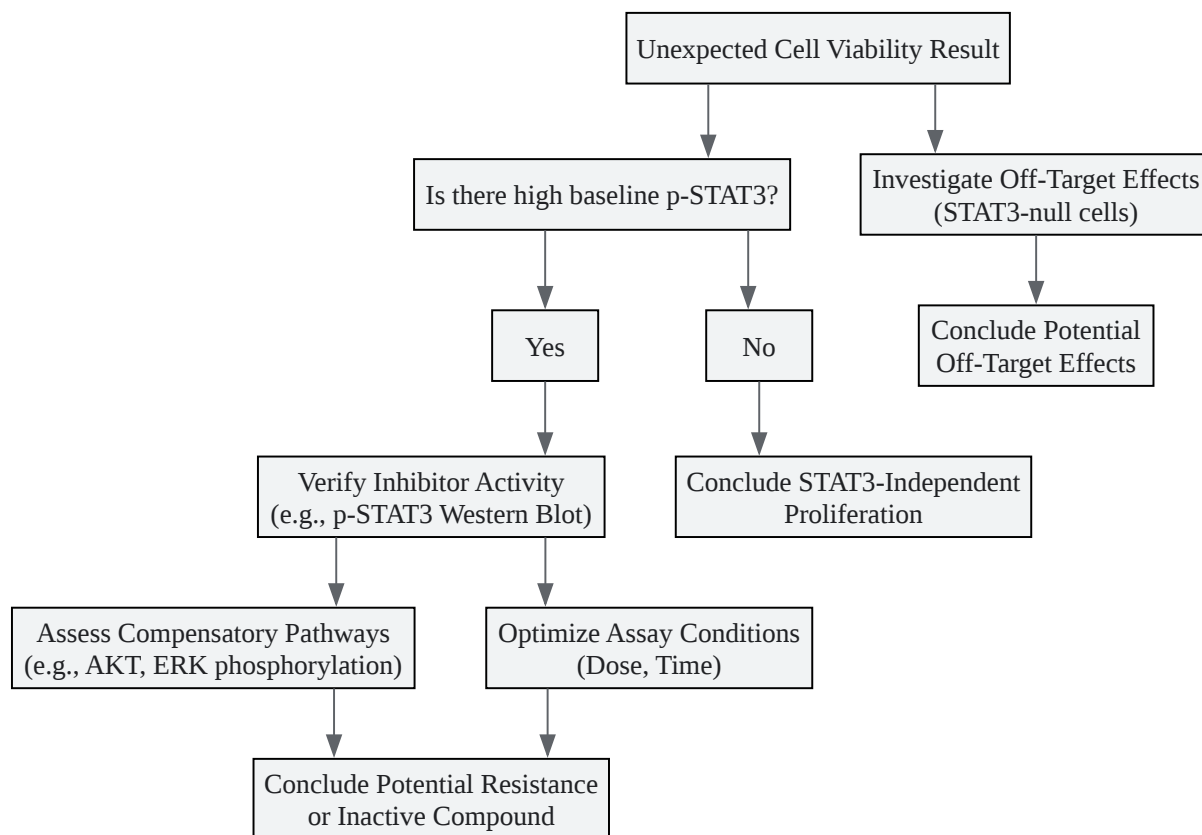 Unexpected Cell Viability Result
Is there high baseline p-STAT3?
Investigate Off-Target Effects
(STAT3-null cells)
Yes
No
Conclude Potential
Off-Target Effects
Verify Inhibitor Activity
(e.g., p-STAT3 Western Blot)
Conclude STAT3-Independent
Proliferation
Assess Compensatory Pathways
(e.g., AKT, ERK phosphorylation)
Optimize Assay Conditions
(Dose, Time)
Conclude Potential Resistance
or Inactive Compound